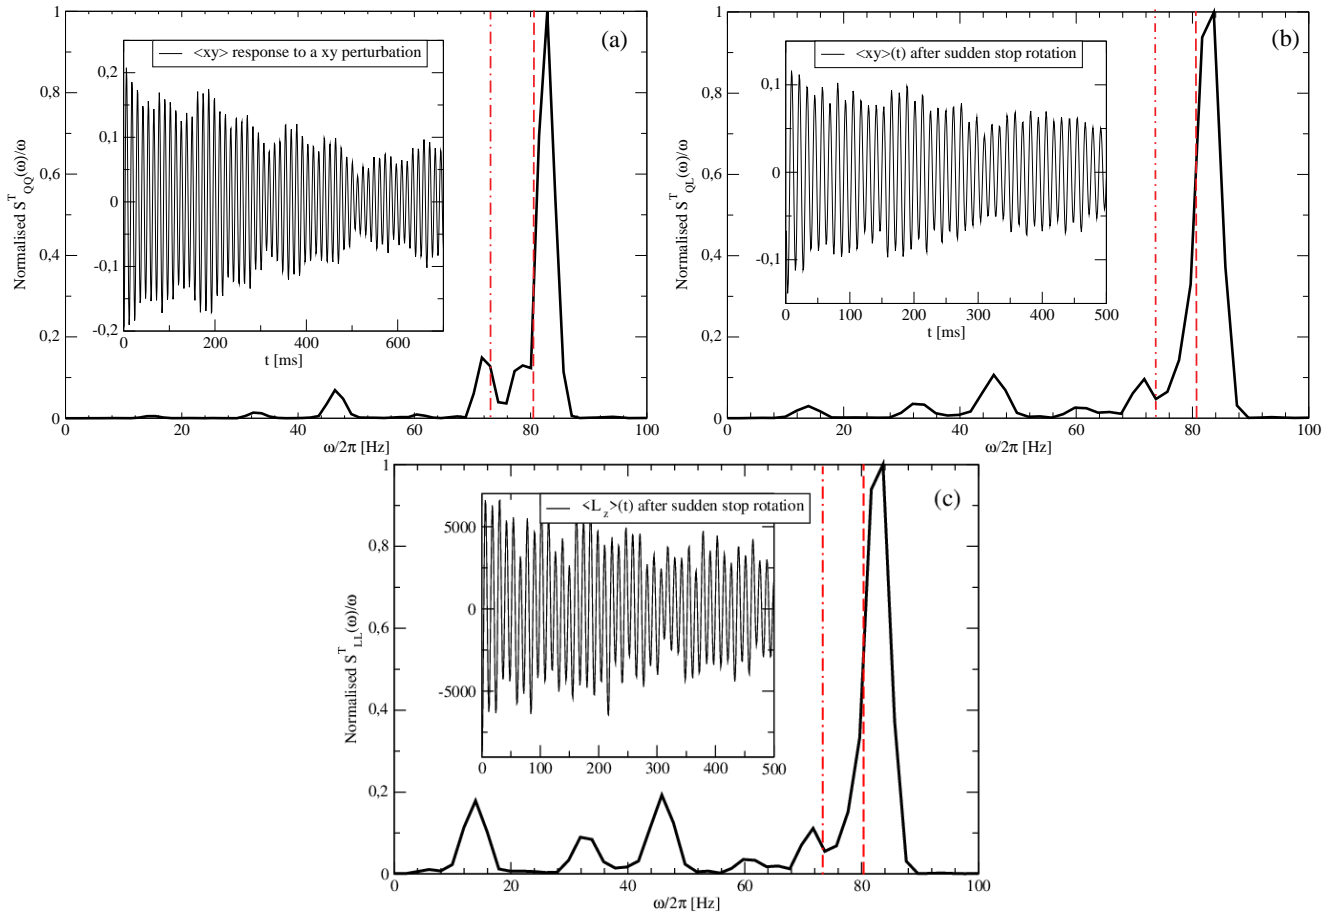 (a)
<xy> response to a xy perturbation
Normalised S^T_QQ(ω)/ω
1
0,8
0,6
0,4
0,2
0
0,2
0,1
0
-0,1
-0,2
0 200 400 600
t [ms]
0 20 40 60 80 100
ω/2π [Hz]
(b)
<xy>(t) after sudden stop rotation
Normalised S^T_QL(ω)/ω
1
0,8
0,6
0,4
0,2
0
0,1
0
-0,1
0 100 200 300 400 500
t [ms]
0 20 40 60 80 100
ω/2π [Hz]
(c)
<L_z>(t) after sudden stop rotation
Normalised S^T_LL(ω)/ω
1
0,8
0,6
0,4
0,2
0
5000
0
-5000
0 100 200 300 400 500
0 20 40 60 80 100
ω/2π [Hz]